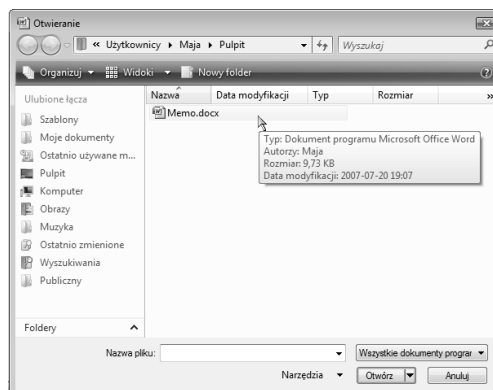 Otwieranie
« Użytkownicy ▸ Maja ▸ Pulpit
Wyszukaj
Organizuj Widoki Nowy folder
Ulubione łącza
Szablony
Moje dokumenty
Ostatnio używane m...
Pulpit
Komputer
Obrazy
Muzyka
Ostatnio zmienione
Wyszukiwania
Publiczny
Foldery
Nazwa Data modyfikacji Typ Rozmiar »
Memo.docx
Typ: Dokument programu Microsoft Office Word
Autorzy: Maja
Rozmiar: 9,73 KB
Data modyfikacji: 2007-07-20 19:07
Nazwa pliku:
Wszystkie dokumenty progran
Narzędzia Otwórz Anuluj